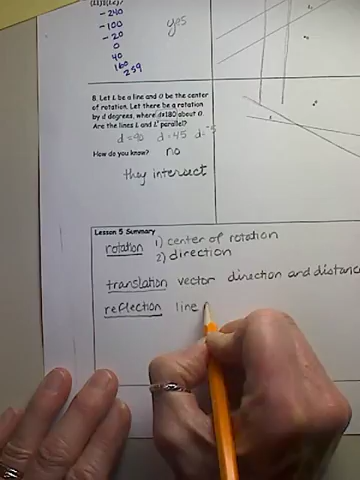 -240
-100
-20
0
40
160
259
yes
8. Let L be a line and O be the center
of rotation. Let there be a rotation
by d degrees, where d≠180 about O.
Are the lines L and L' parallel?
d=90 d=45 d=-5
How do you know? no
they intersect
Lesson 5 Summary
rotation 1) center of rotation
2) direction
translation vector direction and distance
reflection line